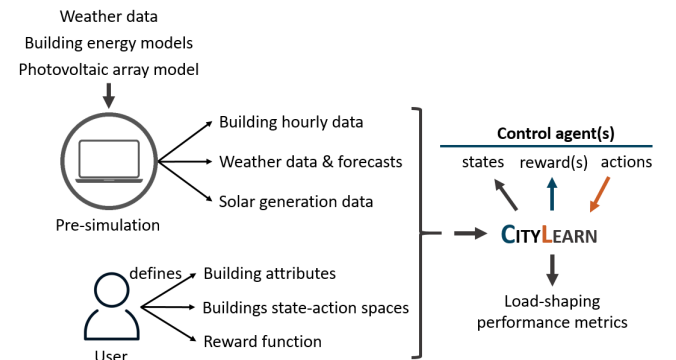 Weather data
Building energy models
Photovoltaic array model
Pre-simulation
Building hourly data
Weather data & forecasts
Solar generation data
User
defines
Building attributes
Buildings state-action spaces
Reward function
Control agent(s)
states reward(s) actions
CITYLEARN
Load-shaping
performance metrics